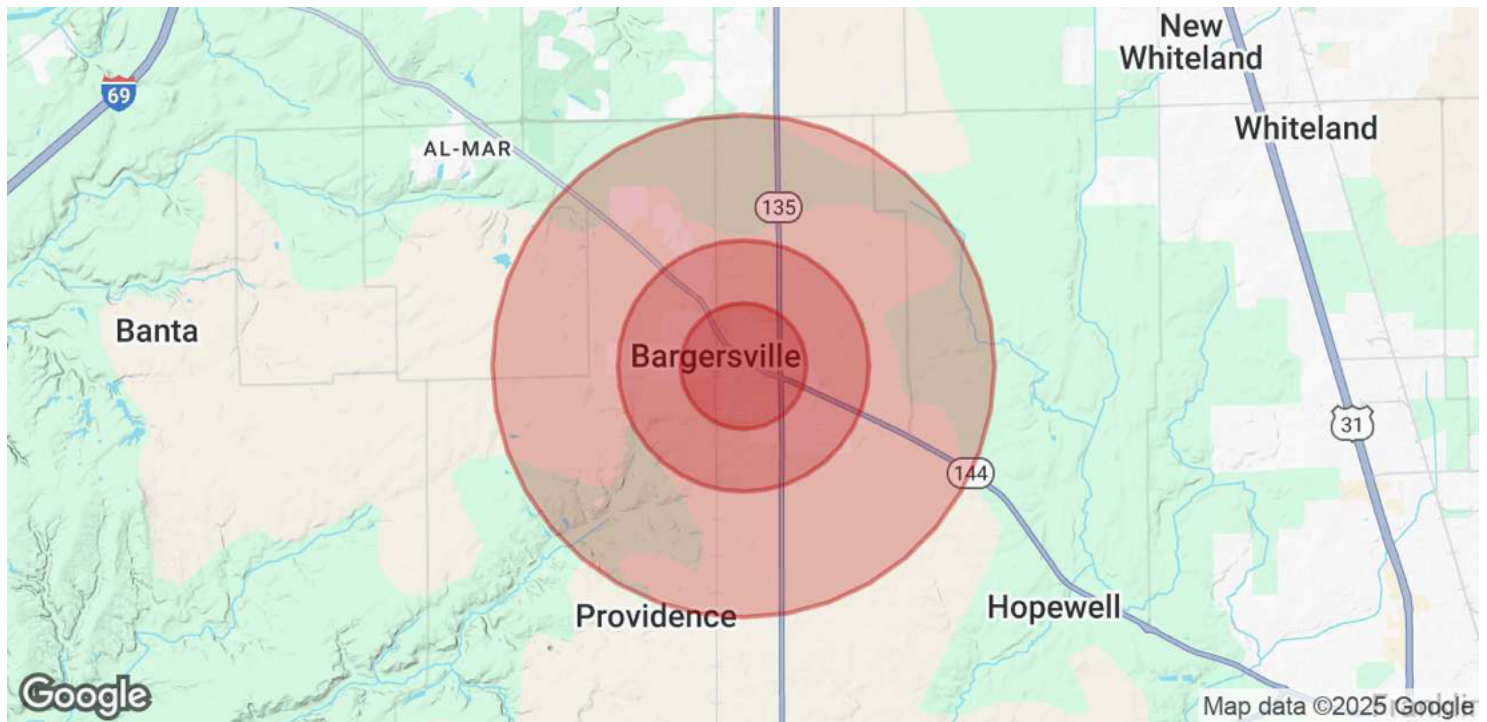 New
Whiteland
69
Whiteland
AL-MAR
135
Banta
Bargersville
31
144
Providence
Hopewell
Google
Map data ©2025 Google